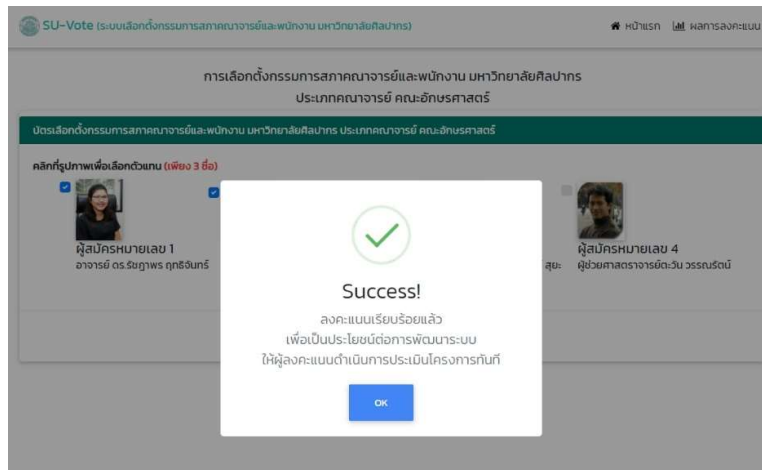 SU-Vote (ระบบเลือกตั้งกรรมการสภาคณาจารย์และพนักงาน มหาวิทยาลัยศิลปากร)
หน้าแรก
ผลการลงคะแนน
การเลือกตั้งกรรมการสภาคณาจารย์และพนักงาน มหาวิทยาลัยศิลปากร
ประเภทคณาจารย์ คณะอักษรศาสตร์
บัตรเลือกตั้งกรรมการสภาคณาจารย์และพนักงาน มหาวิทยาลัยศิลปากร ประเภทคณาจารย์ คณะอักษรศาสตร์
คลิกที่รูปภาพเพื่อเลือกตัวแทน (เพียง 3 ชื่อ)
ผู้สมัครหมายเลข 1
อาจารย์ ดร.รัชฎาพร ฤทธิจันทร์
สุยะ
ผู้สมัครหมายเลข 4
ผู้ช่วยศาสตราจารย์ตะวัน วรรณรัตน์
Success!
ลงคะแนนเรียบร้อยแล้ว
เพื่อเป็นประโยชน์ต่อการพัฒนาระบบ
ให้ผู้ลงคะแนนดำเนินการประเมินโครงการทันที
OK